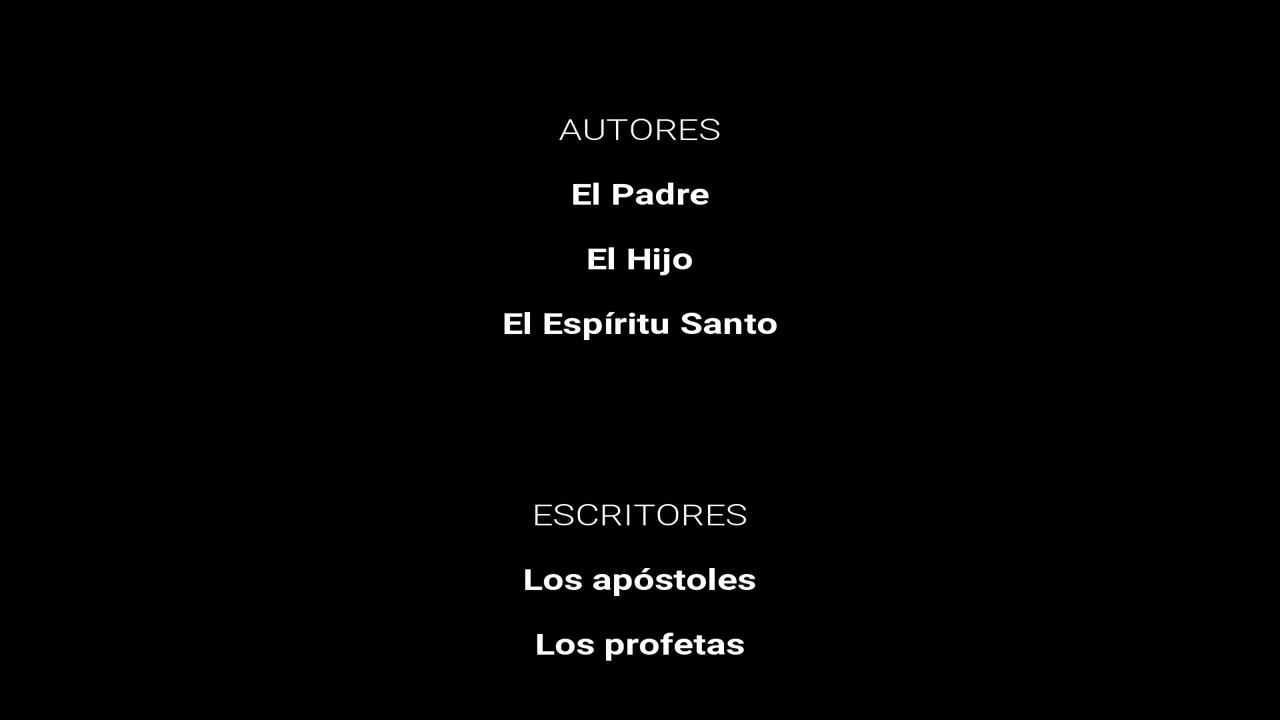 AUTORES
El Padre
El Hijo
El Espíritu Santo
ESCRITORES
Los apóstoles
Los profetas